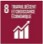 8 TRAVAIL DÉCENT
ET CROISSANCE
ÉCONOMIQUE